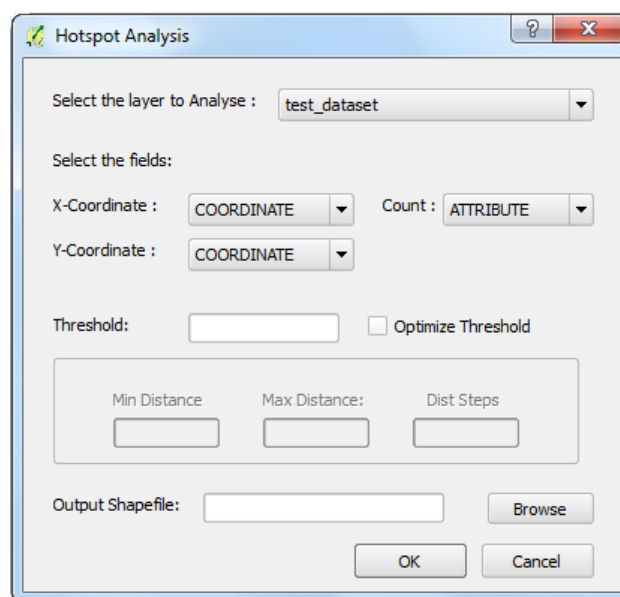 Hotspot Analysis
Select the layer to Analyse : test_dataset
Select the fields:
X-Coordinate : COORDINATE Count : ATTRIBUTE
Y-Coordinate : COORDINATE
Threshold: Optimize Threshold
Min Distance Max Distance: Dist Steps
Output Shapefile: Browse
OK Cancel